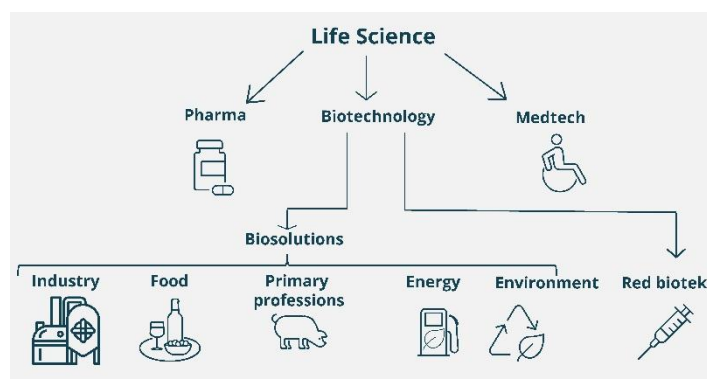 Life Science
Pharma
Biotechnology
Medtech
Biosolutions
Industry
Food
Primary
professions
Energy
Environment
Red biotek